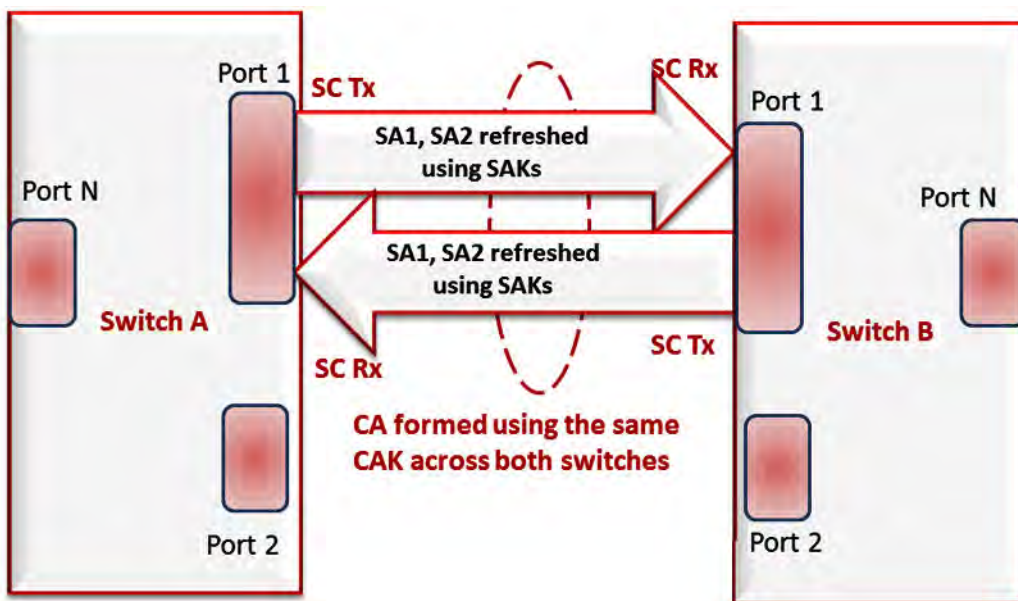 Port 1
SC Tx
SC Rx
Port 1
SA1, SA2 refreshed
using SAKs
Port N
Port N
SA1, SA2 refreshed
using SAKs
Switch A
Switch B
SC Rx
SC Tx
CA formed using the same
CAK across both switches
Port 2
Port 2